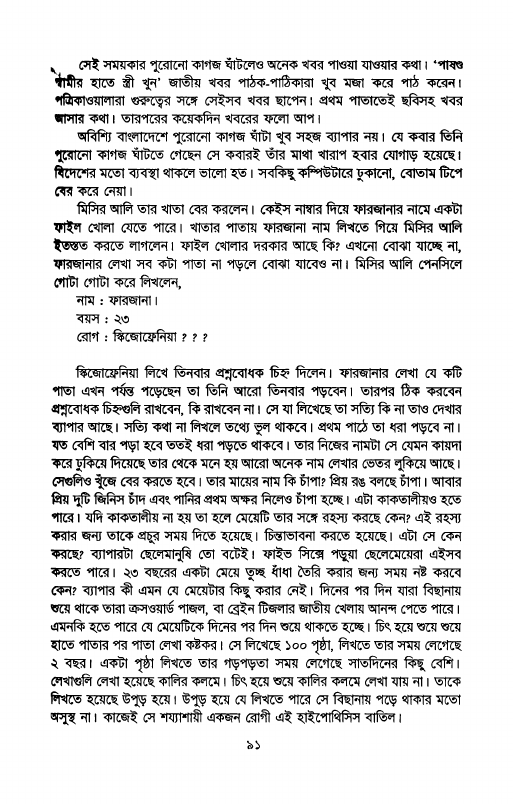 সেই সময়কার পুরোনো কাগজ ঘাঁটলেও অনেক খবর পাওয়া যাওয়ার কথা। 'পাষণ্ড
স্বামীর হাতে স্ত্রী খুন' জাতীয় খবর পাঠক-পাঠিকারা খুব মজা করে পাঠ করেন।
পত্রিকাওয়ালারা গুরুত্বের সঙ্গে সেইসব খবর ছাপেন। প্রথম পাতাতেই ছবিসহ খবর
আসার কথা। তারপরের কয়েকদিন খবরের ফলো আপ।
অবিশ্যি বাংলাদেশে পুরোনো কাগজ ঘাঁটা খুব সহজ ব্যাপার নয়। যে কবার তিনি
পুরোনো কাগজ ঘাঁটতে গেছেন সে কবারই তাঁর মাথা খারাপ হবার যোগাড় হয়েছে।
বিদেশের মতো ব্যবস্থা থাকলে ভালো হত। সবকিছু কম্পিউটারে ঢুকানো, বোতাম টিপে
বের করে নেয়া।
মিসির আলি তার খাতা বের করলেন। কেইস নাম্বার দিয়ে ফারজানার নামে একটা
ফাইল খোলা যেতে পারে। খাতার পাতায় ফারজানা নাম লিখতে গিয়ে মিসির আলি
ইতস্তত করতে লাগলেন। ফাইল খোলার দরকার আছে কি? এখনো বোঝা যাচ্ছে না,
ফারজানার লেখা সব কটা পাতা না পড়লে বোঝা যাবেও না। মিসির আলি পেনসিলে
গোটা গোটা করে লিখলেন,
নাম : ফারজানা।
বয়স : ২৩
রোগ : স্কিজোফ্রেনিয়া ? ? ?
স্কিজোফ্রেনিয়া লিখে তিনবার প্রশ্নবোধক চিহ্ন দিলেন। ফারজানার লেখা যে কটি
পাতা এখন পর্যন্ত পড়েছেন তা তিনি আরো তিনবার পড়বেন। তারপর ঠিক করবেন
প্রশ্নবোধক চিহ্নগুলি রাখবেন, কি রাখবেন না। সে যা লিখেছে তা সত্যি কি না তাও দেখার
ব্যাপার আছে। সত্যি কথা না লিখলে তথ্যে ভুল থাকবে। প্রথম পাঠে তা ধরা পড়বে না।
যত বেশি বার পড়া হবে ততই ধরা পড়তে থাকবে। তার নিজের নামটা সে যেমন কায়দা
করে ঢুকিয়ে দিয়েছে তার থেকে মনে হয় আরো অনেক নাম লেখার ভেতর লুকিয়ে আছে।
সেগুলিও খুঁজে বের করতে হবে। তার মায়ের নাম কি চাঁপা? প্রিয় রঙ বলছে চাঁপা। আবার
প্রিয় দুটি জিনিস চাঁদ এবং পানির প্রথম অক্ষর নিলেও চাঁপা হচ্ছে। এটা কাকতালীয়ও হতে
পারে। যদি কাকতালীয় না হয় তা হলে মেয়েটি তার সঙ্গে রহস্য করছে কেন? এই রহস্য
করার জন্য তাকে প্রচুর সময় দিতে হয়েছে। চিন্তাভাবনা করতে হয়েছে। এটা সে কেন
করছে? ব্যাপারটা ছেলেমানুষি তো বটেই। ফাইভ সিক্সে পড়ুয়া ছেলেমেয়েরা এইসব
করতে পারে। ২৩ বছরের একটা মেয়ে তুচ্ছ ধাঁধা তৈরি করার জন্য সময় নষ্ট করবে
কেন? ব্যাপার কী এমন যে মেয়েটার কিছু করার নেই। দিনের পর দিন যারা বিছানায়
শুয়ে থাকে তারা ক্রসওয়ার্ড পাজল, বা ব্রেইন টিজলার জাতীয় খেলায় আনন্দ পেতে পারে।
এমনকি হতে পারে যে মেয়েটিকে দিনের পর দিন শুয়ে থাকতে হচ্ছে। চিৎ হয়ে শুয়ে শুয়ে
হাতে পাতার পর পাতা লেখা কষ্টকর। সে লিখেছে ১০০ পৃষ্ঠা, লিখতে তার সময় লেগেছে
২ বছর। একটা পৃষ্ঠা লিখতে তার গড়পড়তা সময় লেগেছে সাতদিনের কিছু বেশি।
লেখাগুলি লেখা হয়েছে কালির কলমে। চিৎ হয়ে শুয়ে কালির কলমে লেখা যায় না। তাকে
লিখতে হয়েছে উপুড় হয়ে। উপুড় হয়ে যে লিখতে পারে সে বিছানায় পড়ে থাকার মতো
অসুস্থ না। কাজেই সে শয্যাশায়ী একজন রোগী এই হাইপোথিসিস বাতিল।
৯১